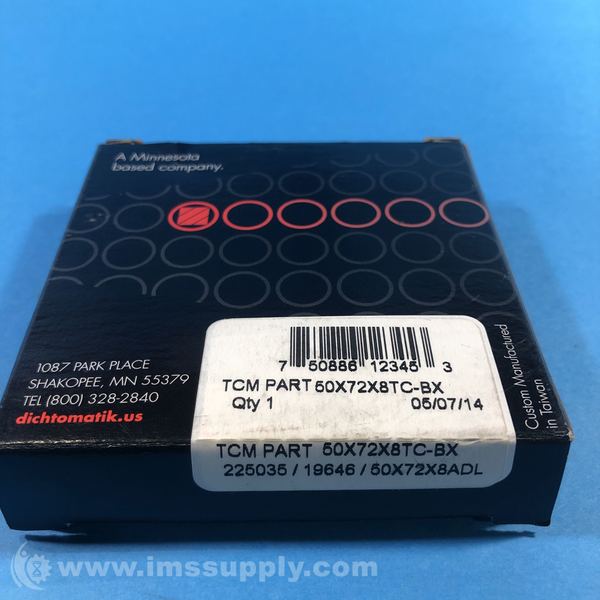 A Minnesota
based company.
1087 PARK PLACE
SHAKOPEE, MN 55379
TEL (800) 328-2840
dichtomatik.us
7 50886 12345 3
TCM PART 50X72X8TC-BX
Qty 1 05/07/14
TCM PART 50X72X8TC-BX
225035 / 19646 / 50X72X8ADL
Custom Manufactured
in Taiwan
www.imssupply.com